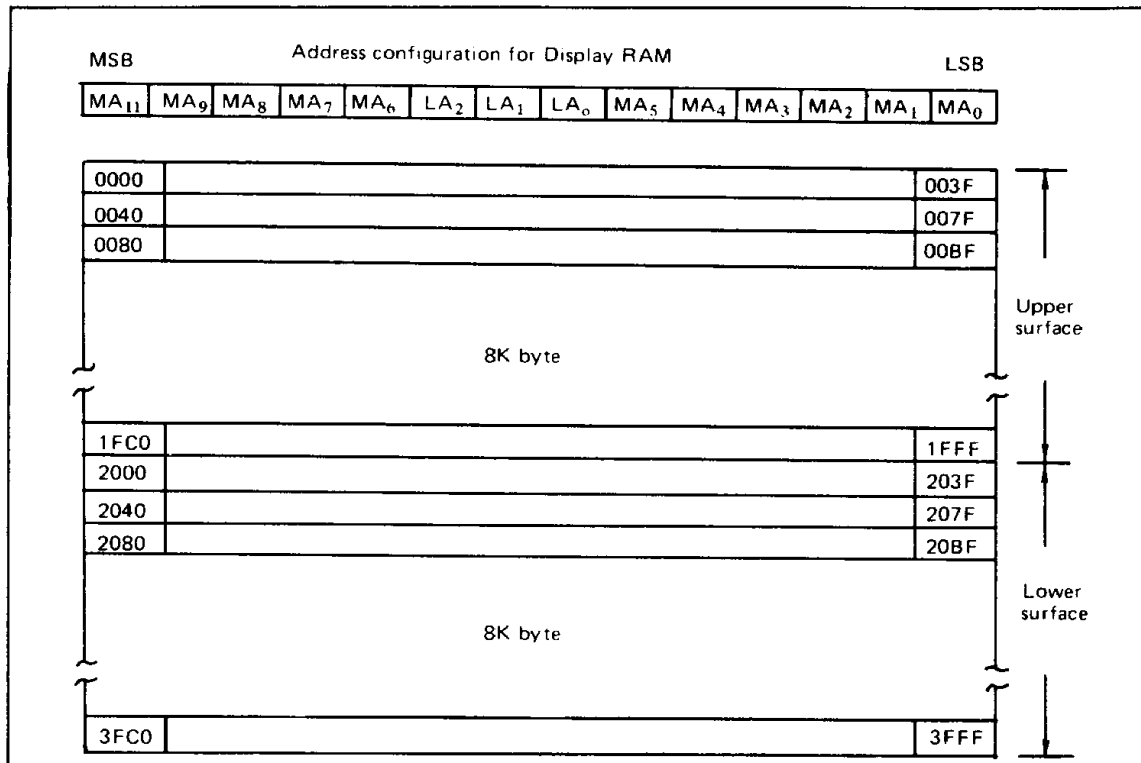 Address configuration for Display RAM
MSB LSB
MA₁₁ MA₉ MA₈ MA₇ MA₆ LA₂ LA₁ LA₀ MA₅ MA₄ MA₃ MA₂ MA₁ MA₀
0000 003F
0040 007F
0080 00BF
Upper
surface
8K byte
1FC0 1FFF
2000 203F
2040 207F
2080 20BF
Lower
surface
8K byte
3FC0 3FFF